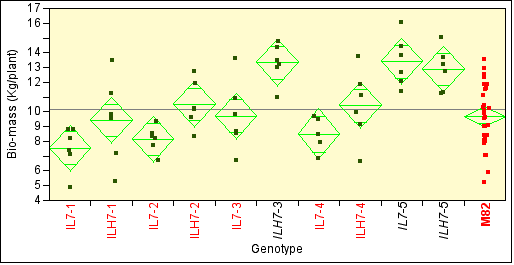 17
16
14
13
12
11
10
9
8
6
5
4
Bio-mass (Kg/plant)
IL7-1
ILH7-1
IL7-2
ILH7-2
IL7-3
ILH7-3
IL7-4
ILH7-4
IL7-5
ILH7-5
M82
Genotype